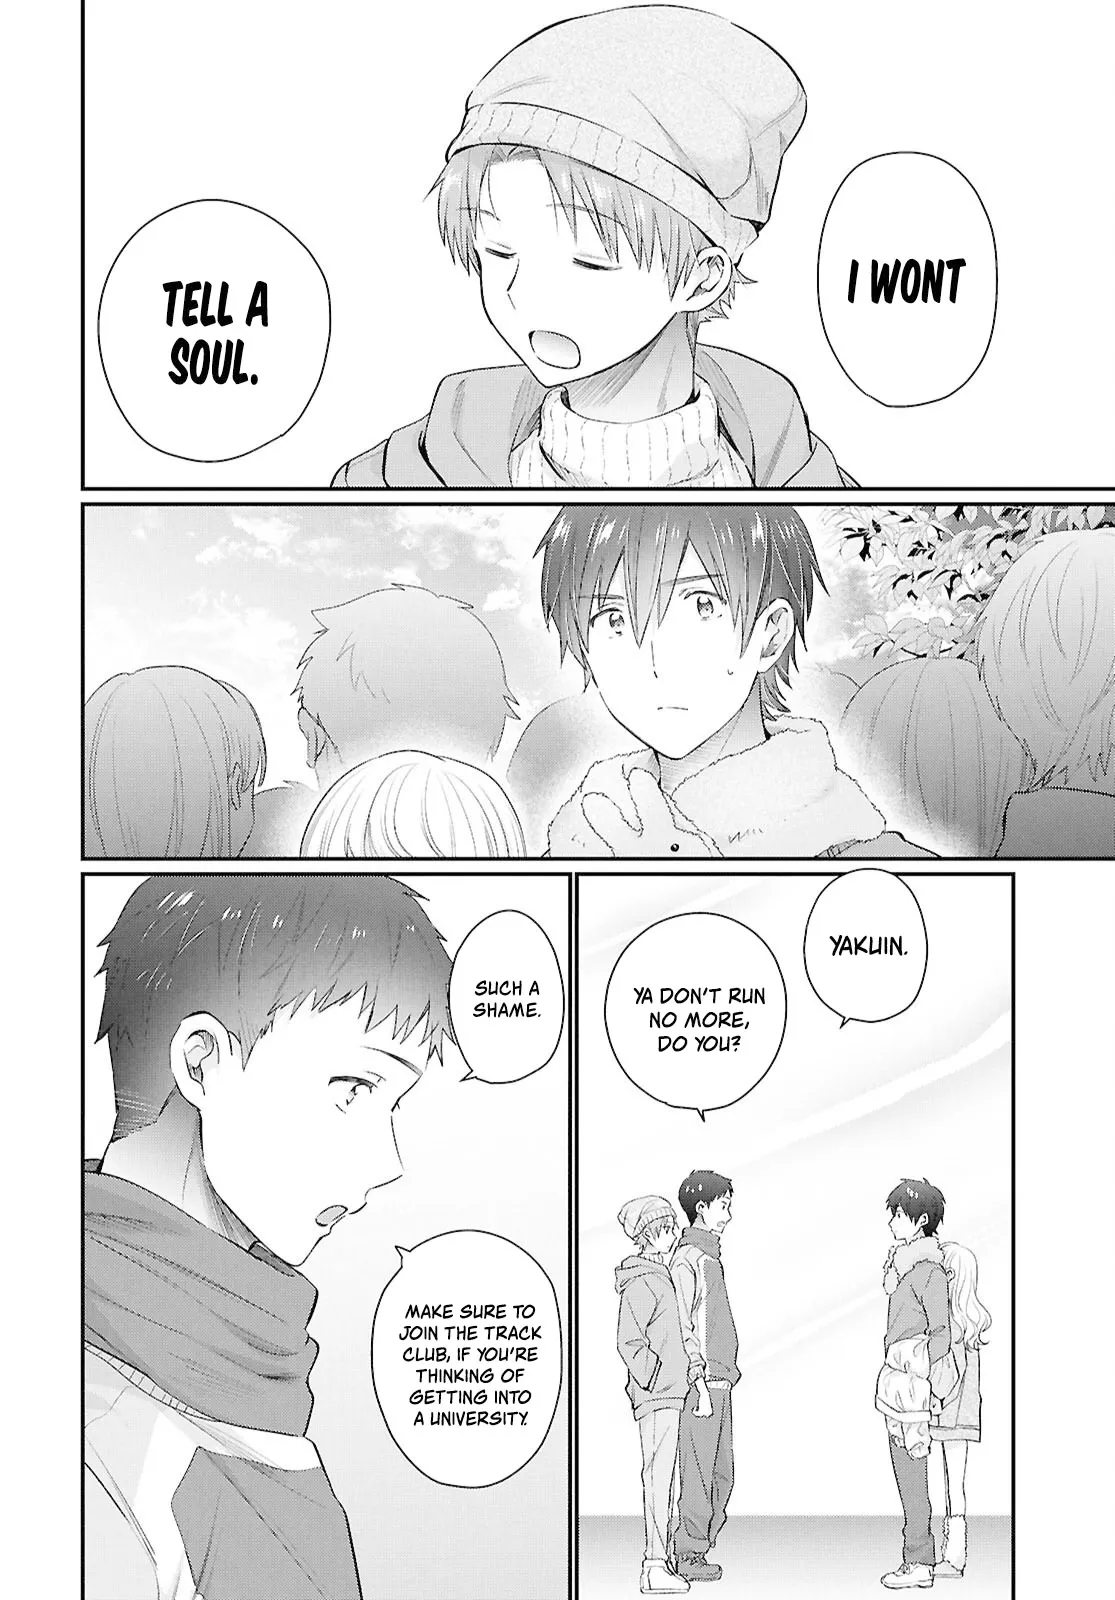 I WONT
TELL A
SOUL.
YAKUIN.
YA DON'T RUN
NO MORE,
DO YOU?
SUCH A
SHAME.
MAKE SURE TO
JOIN THE TRACK
CLUB, IF YOU'RE
THINKING OF
GETTING INTO
A UNIVERSITY.